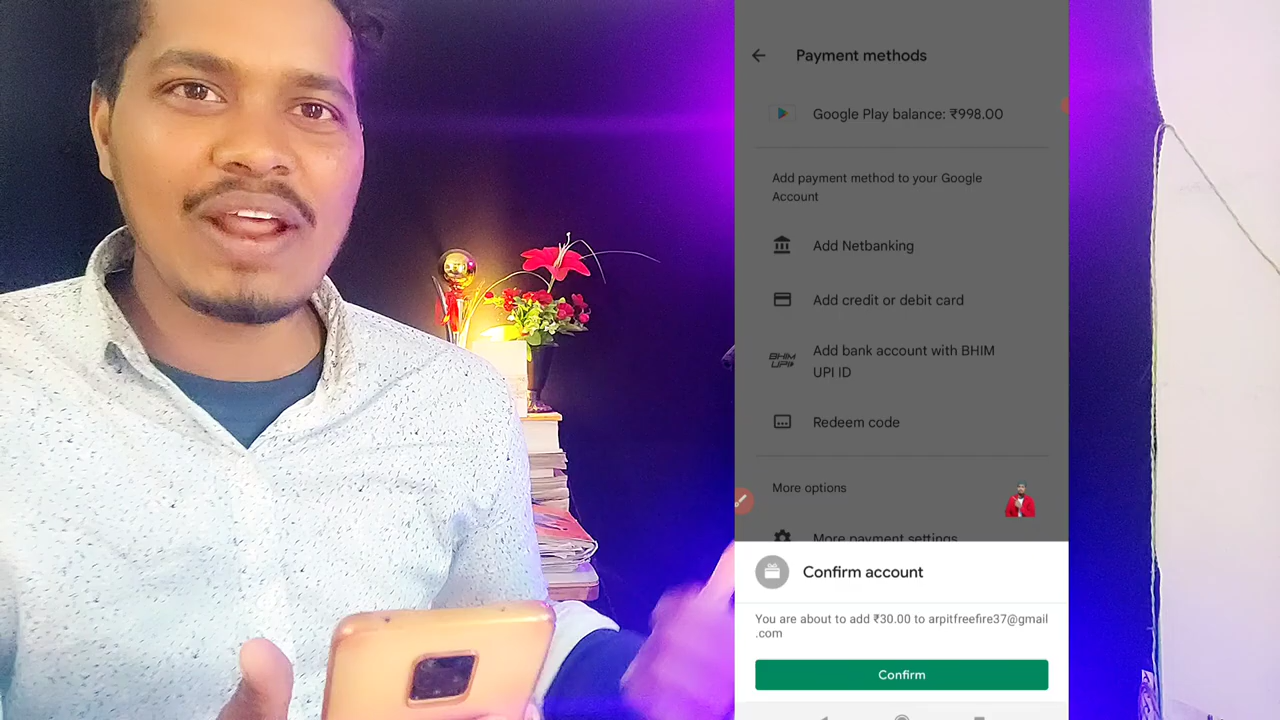 Payment methods
Google Play balance: ₹998.00
Add payment method to your Google
Account
Add Netbanking
Add credit or debit card
Add bank account with BHIM
UPI ID
BHIM
UPI
Redeem code
More options
More payment settings
Confirm account
You are about to add ₹30.00 to arpitfreefire37@gmail
.com
Confirm